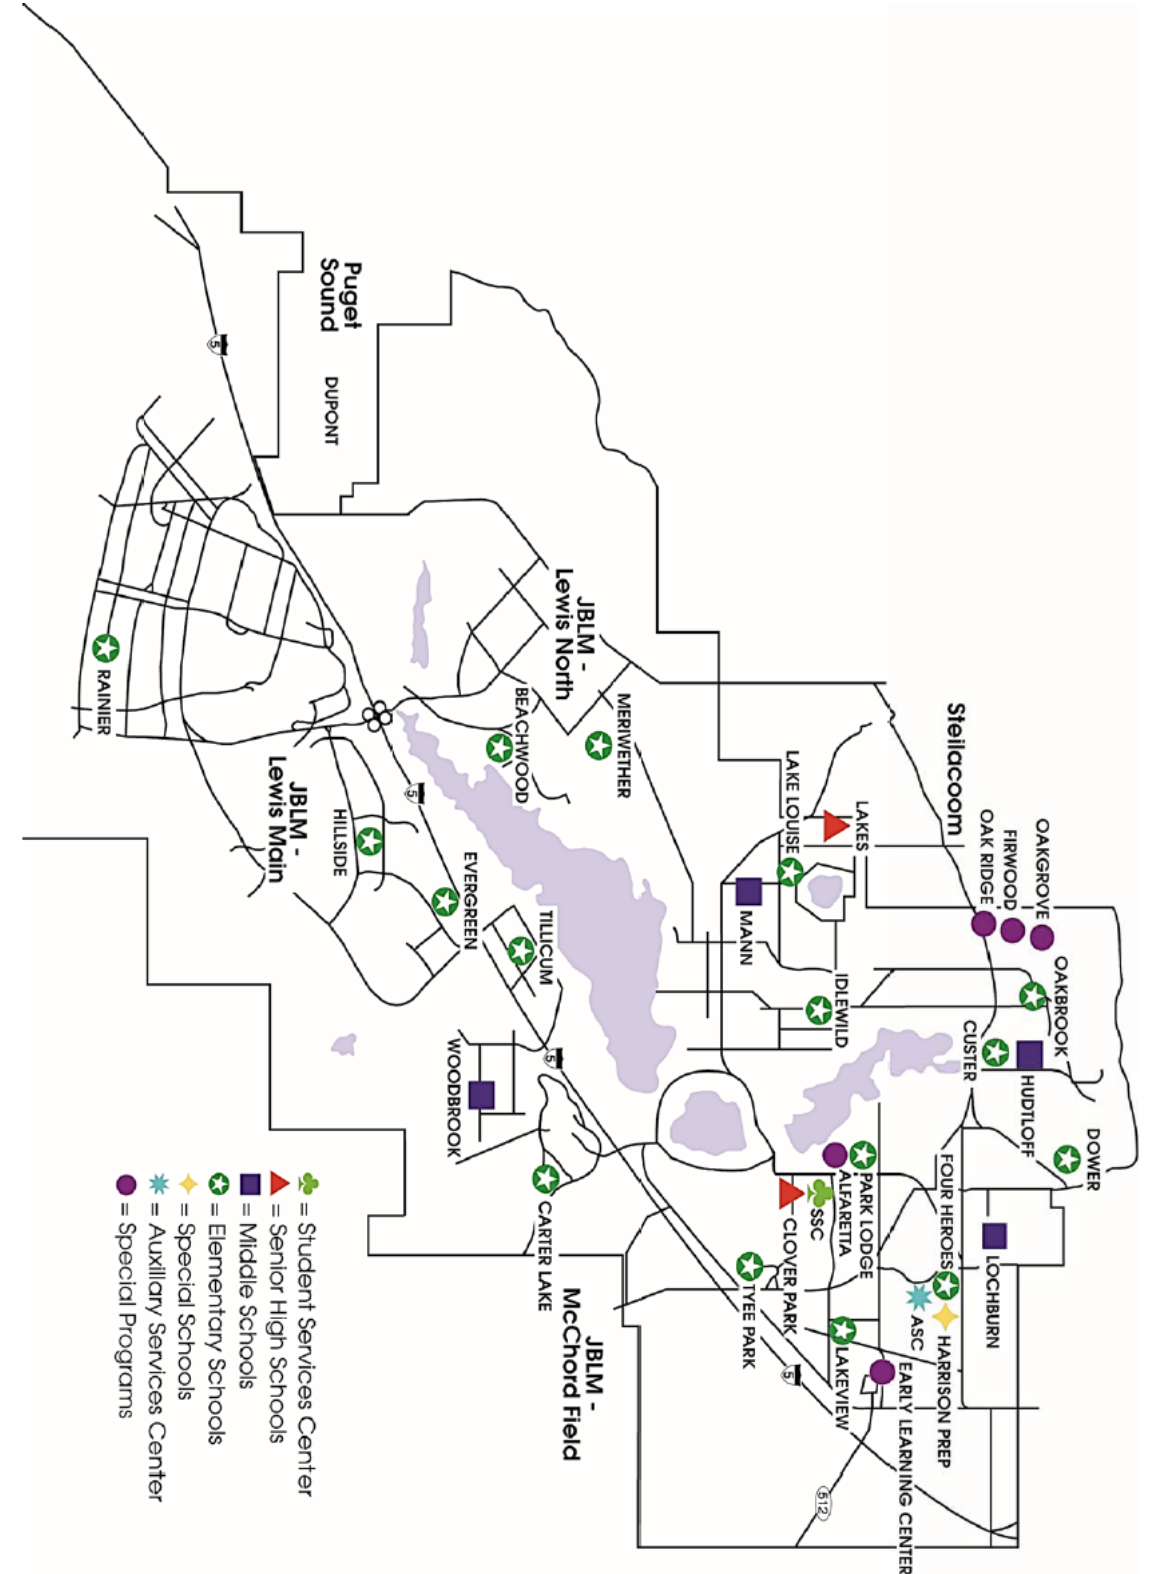 OAKGROVE
FIRWOOD
OAK RIDGE
Steilacoom
OAKBROOK
HUDTLOFF
CUSTER
DOWER
LAKES
LAKE LOUISE
MANN
IDLEWILD
FOUR HEROES
LOCHBURN
PARK LODGE
ALFARETTA
SSC
CLOVER PARK
HARRISON PREP
ASC
EARLY LEARNING CENTER
LAKEVIEW
TYEE PARK
512
5
MERIWETHER
JBLM -
Lewis North
BEACHWOOD
TILLICUM
EVERGREEN
5
WOODBROOK
CARTER LAKE
JBLM -
McChord Field
Puget
Sound
DUPONT
5
5
HILLSIDE
JBLM -
Lewis Main
RAINIER
= Student Services Center
= Senior High Schools
= Middle Schools
= Elementary Schools
= Special Schools
= Auxillary Services Center
= Special Programs